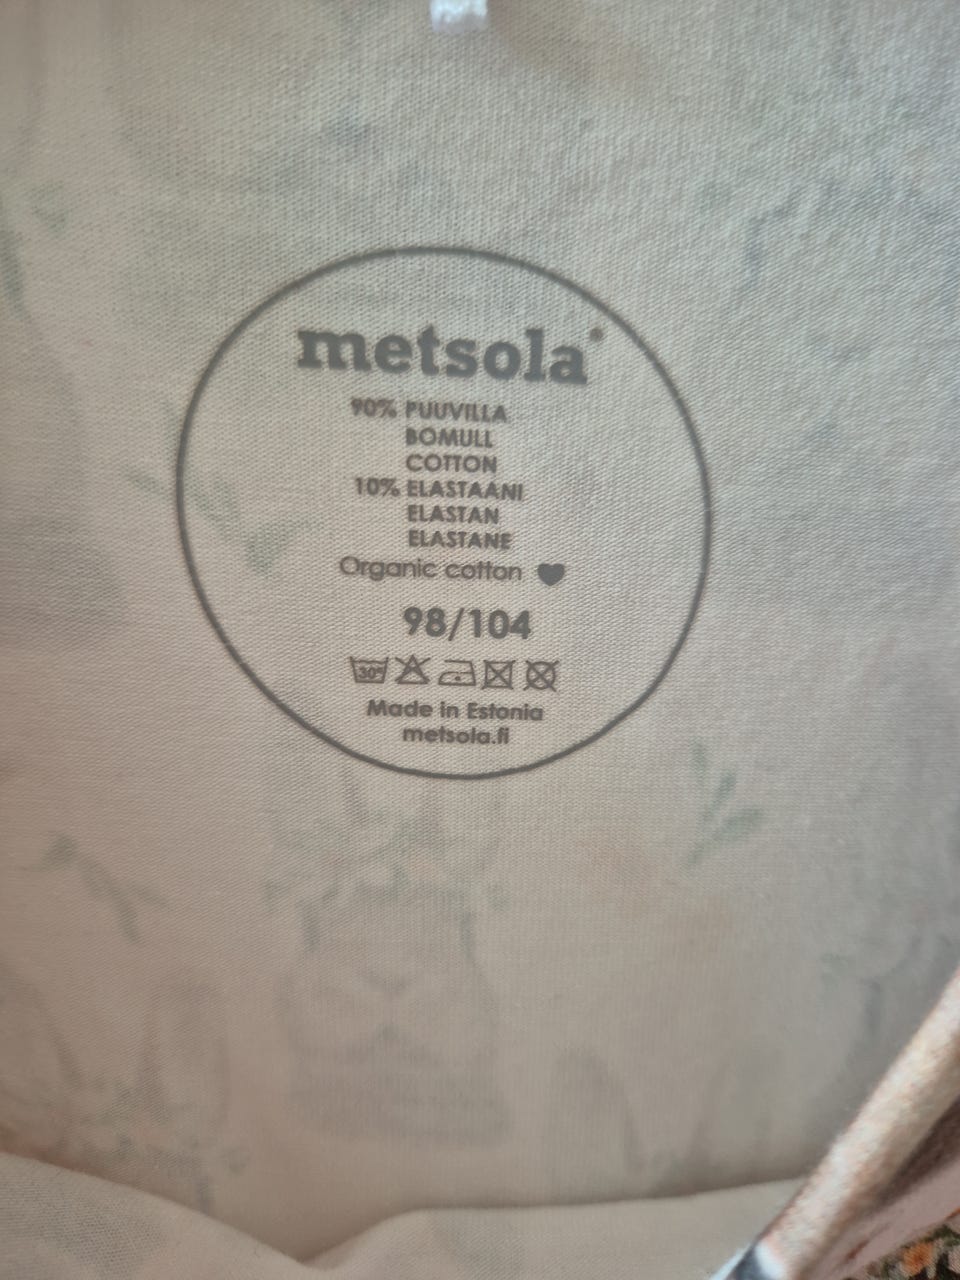 metsola®
90% PUUVILLA
BOMULL
COTTON
10% ELASTAANI
ELASTAN
ELASTANE
Organic cotton
98/104
30°
Made in Estonia
metsola.fi